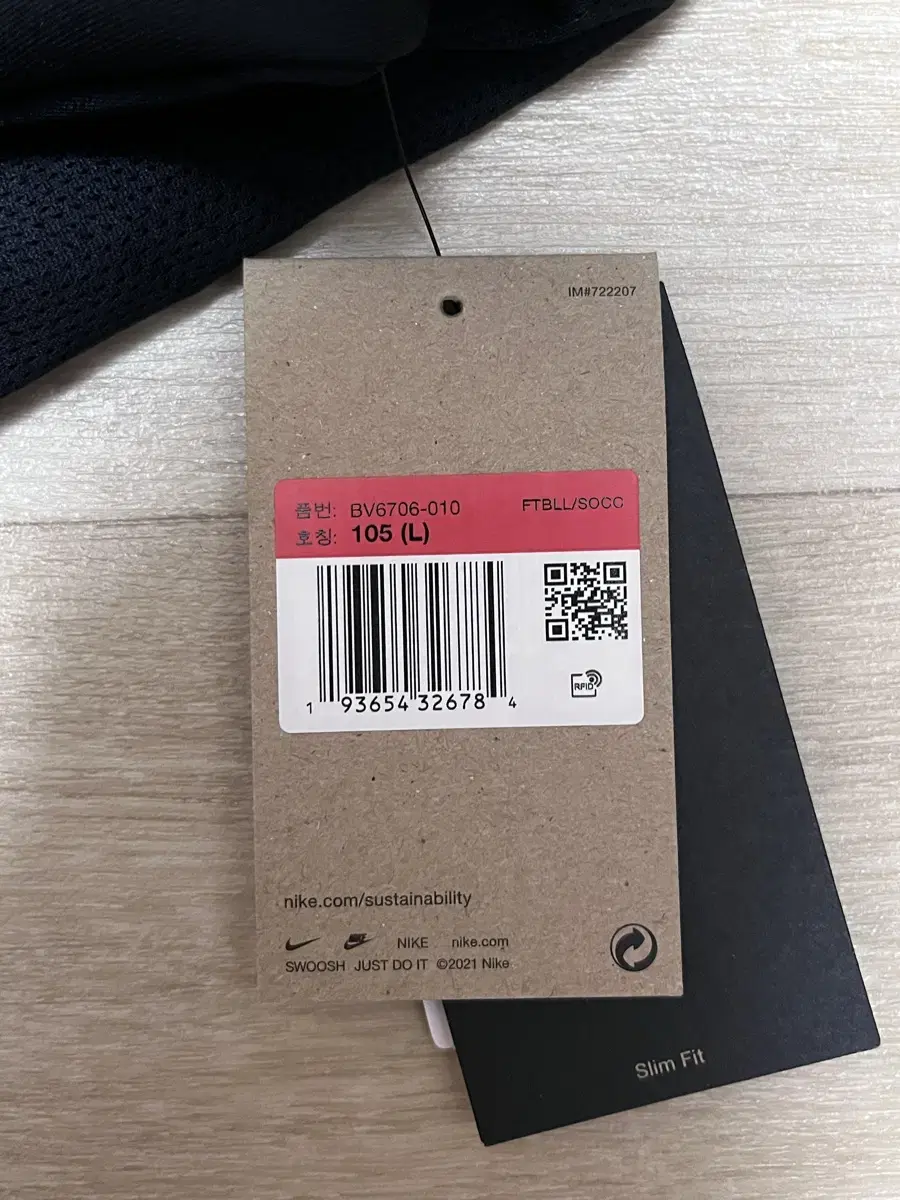 IM#722207
품번: BV6706-010
FTBLL/SOCC
호칭: 105 (L)
RFID
1 93654 32678 4
nike.com/sustainability
NIKE nike.com
SWOOSH JUST DO IT ©2021 Nike
Slim Fit